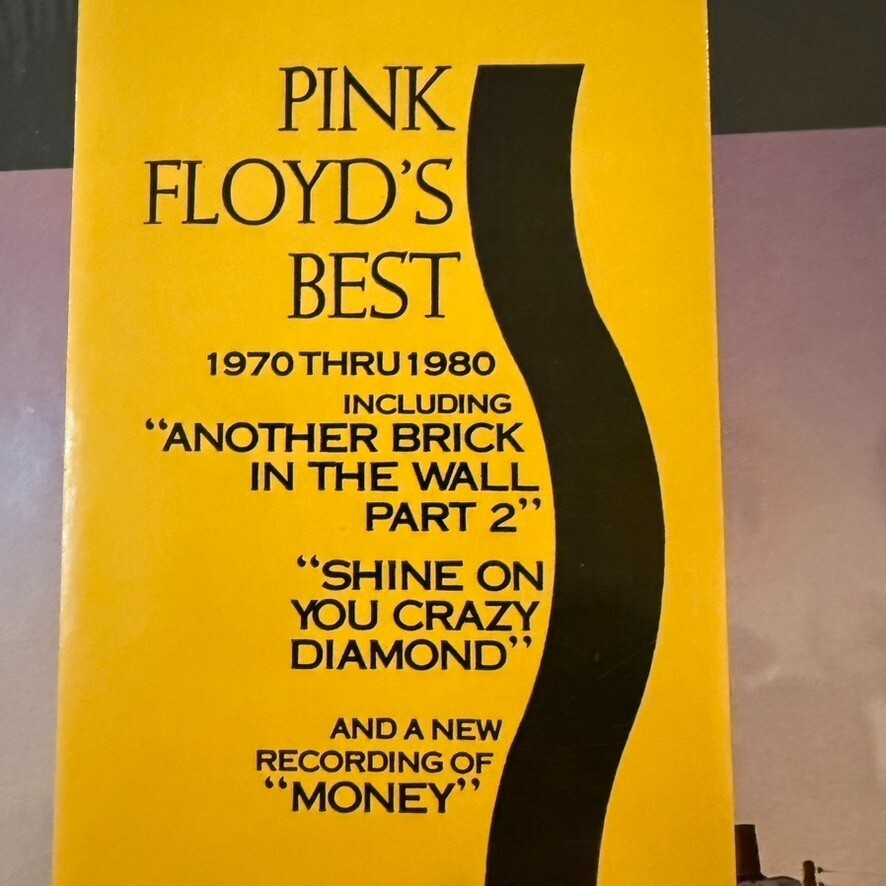 PINK
FLOYD'S
BEST
1970 THRU 1980
INCLUDING
“ANOTHER BRICK
IN THE WALL
PART 2”
“SHINE ON
YOU CRAZY
DIAMOND”
AND A NEW
RECORDING OF
“MONEY”